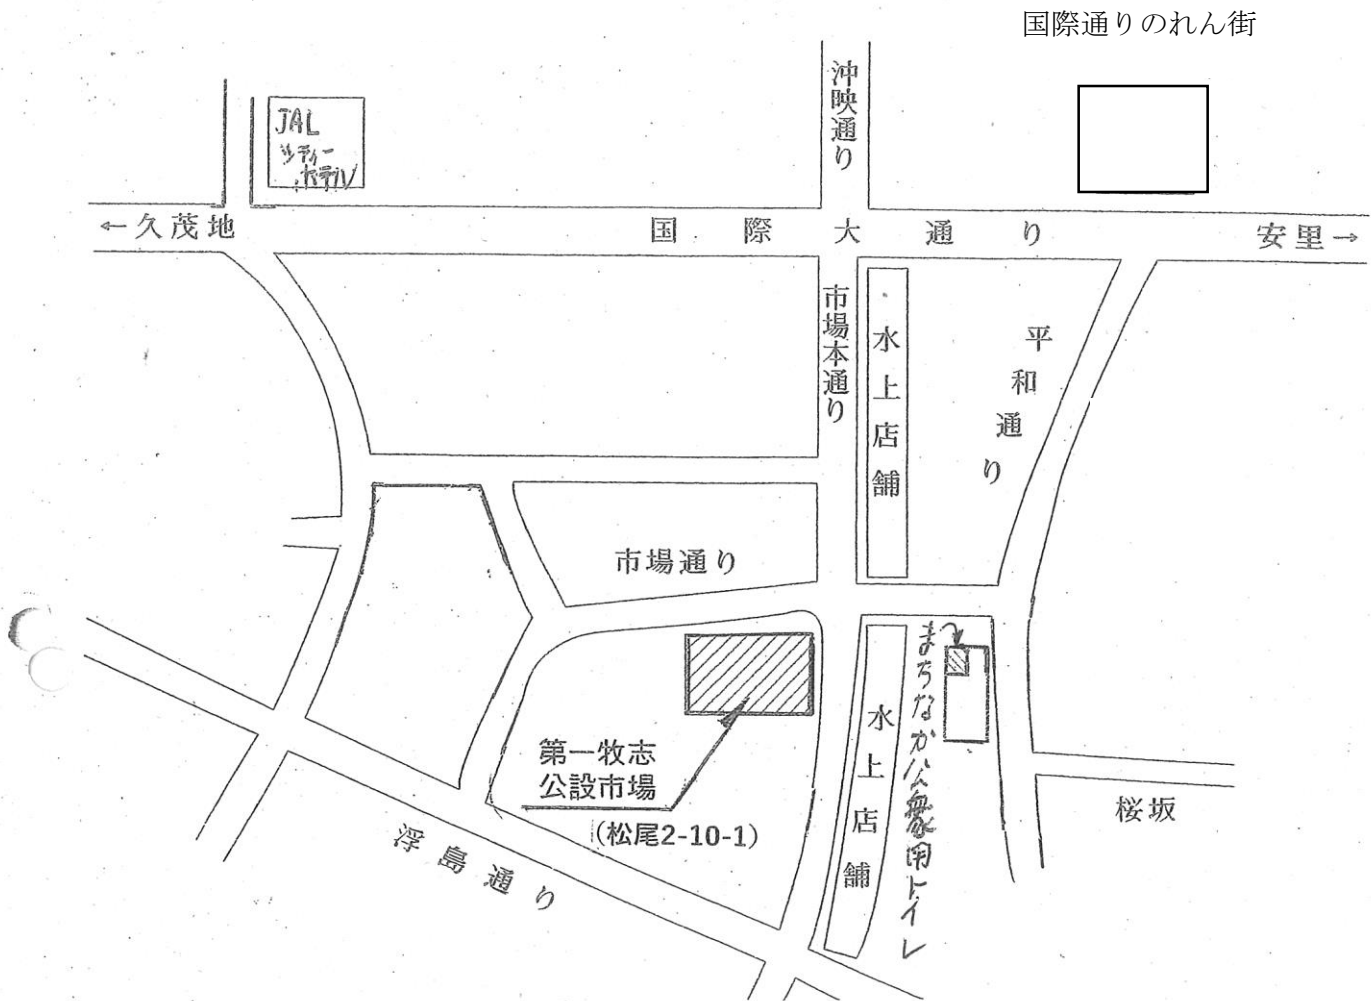 国際通りのれん街
沖映通り
JAL
シティー
ホテル
←久茂地
国際大通り
安里→
市場本通り
水上店舗
平和通り
市場通り
まちなか公衆用トイレ
水上店舗
第一牧志
公設市場
(松尾2-10-1)
桜坂
浮島通り